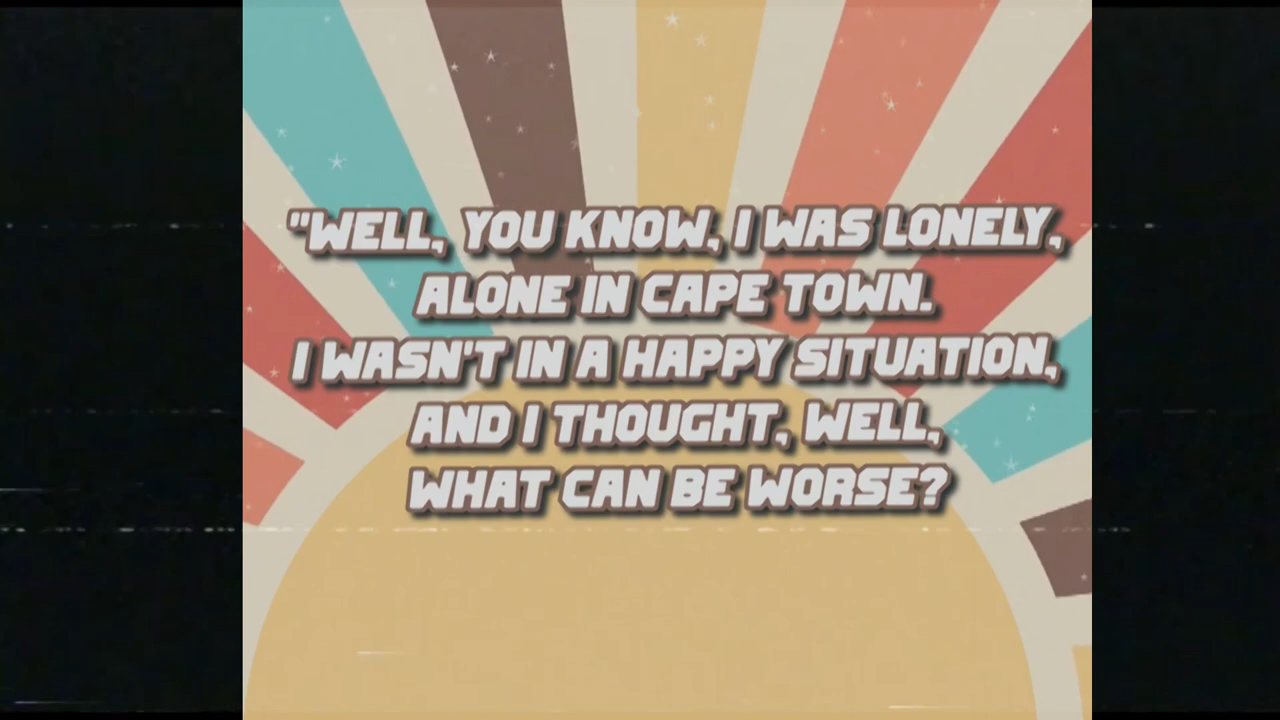 "WELL, YOU KNOW, I WAS LONELY,
ALONE IN CAPE TOWN.
I WASN'T IN A HAPPY SITUATION,
AND I THOUGHT, WELL,
WHAT CAN BE WORSE?